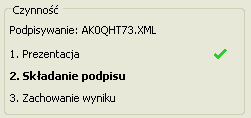 Czynność
Podpisywanie: AK0QHT73.XML
1. Prezentacja
2. Składanie podpisu
3. Zachowanie wyniku